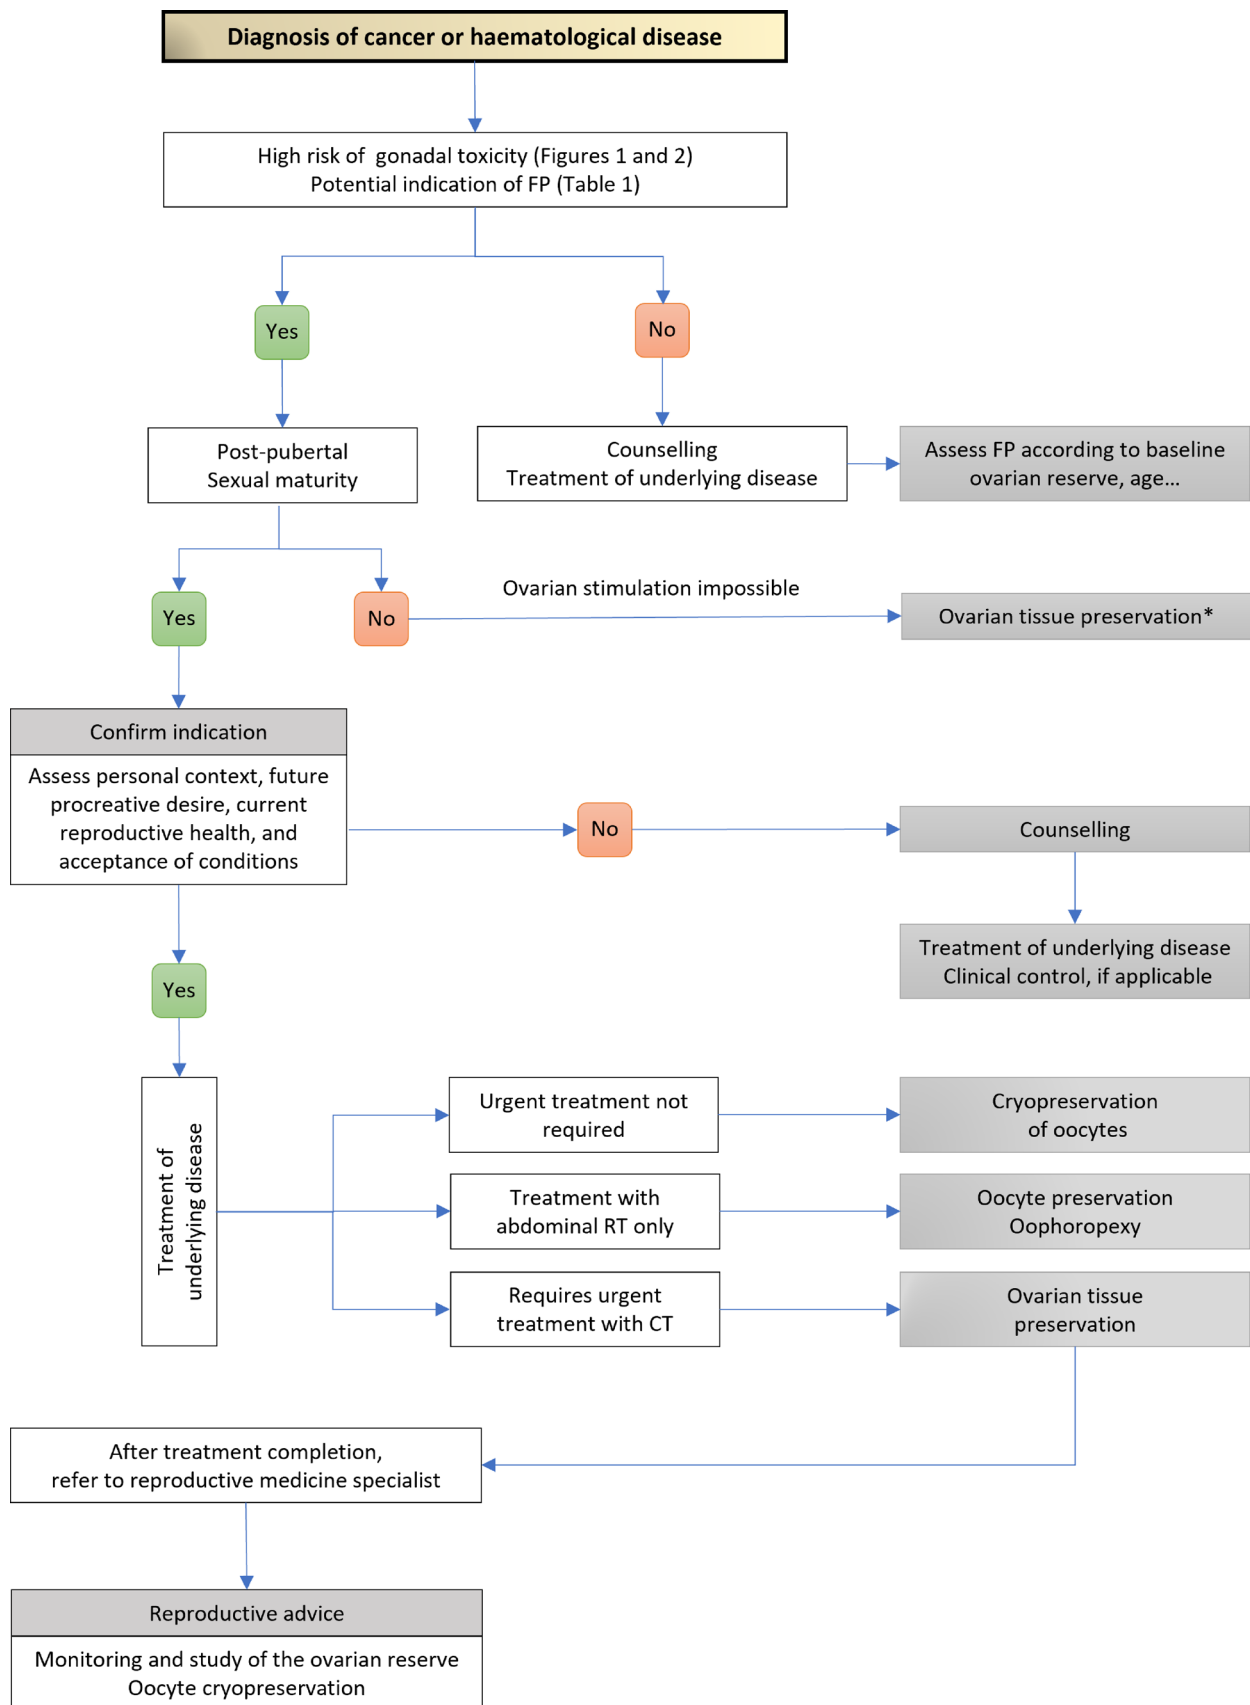 Diagnosis of cancer or haematological disease
High risk of gonadal toxicity (Figures 1 and 2)
Potential indication of FP (Table 1)
Yes
No
Post-pubertal
Sexual maturity
Counselling
Treatment of underlying disease
Assess FP according to baseline
ovarian reserve, age...
Yes
No
Ovarian stimulation impossible
Ovarian tissue preservation*
Confirm indication
Assess personal context, future
procreative desire, current
reproductive health, and
acceptance of conditions
No
Counselling
Treatment of underlying disease
Clinical control, if applicable
Yes
Treatment of
underlying disease
Urgent treatment not
required
Cryopreservation
of oocytes
Treatment with
abdominal RT only
Oocyte preservation
Oophoropexy
Requires urgent
treatment with CT
Ovarian tissue
preservation
After treatment completion,
refer to reproductive medicine specialist
Reproductive advice
Monitoring and study of the ovarian reserve
Oocyte cryopreservation